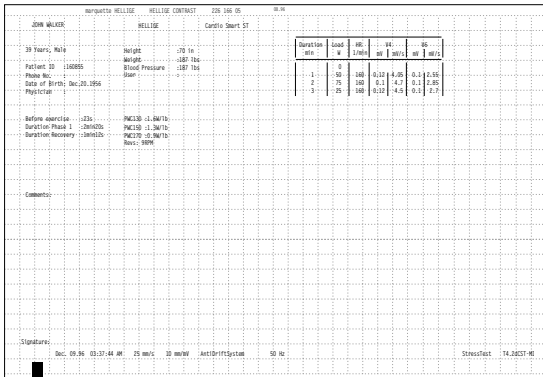 marquette HELLIGE HELLIGE CONTRAST 226 166 05 08.96
JOHN WALKER HELLIGE Cardio Smart ST
39 Years, Male
Height :70 in
Weight :187 lbs
Patient ID :160855 Blood Pressure :187 lbs
Phone No. : User :
Date of Birth: Dec,20.1956
Physician :
Duration Load HR V4 V6
min W 1/min mV mV/s mV mV/s
0
1 50 160 0,12 4,05 0.1 2.55
2 75 160 0.1 4.7 0.1 2.85
3 25 160 0,12 4.5 0.1 2.7
Before exercise :23s PWC130 :1.6W/lb
Duration Phase 1 :2min20s PWC150 :1.3W/lb
Duration Recovery :1min12s PWC170 :0.9W/lb
Revs: 9RPM
Comments:
Signature:
Dec. 09.96 03:37:44 AM 25 mm/s 10 mm/mV AntiDriftSystem 50 Hz StressTest T4.2dCST-MI